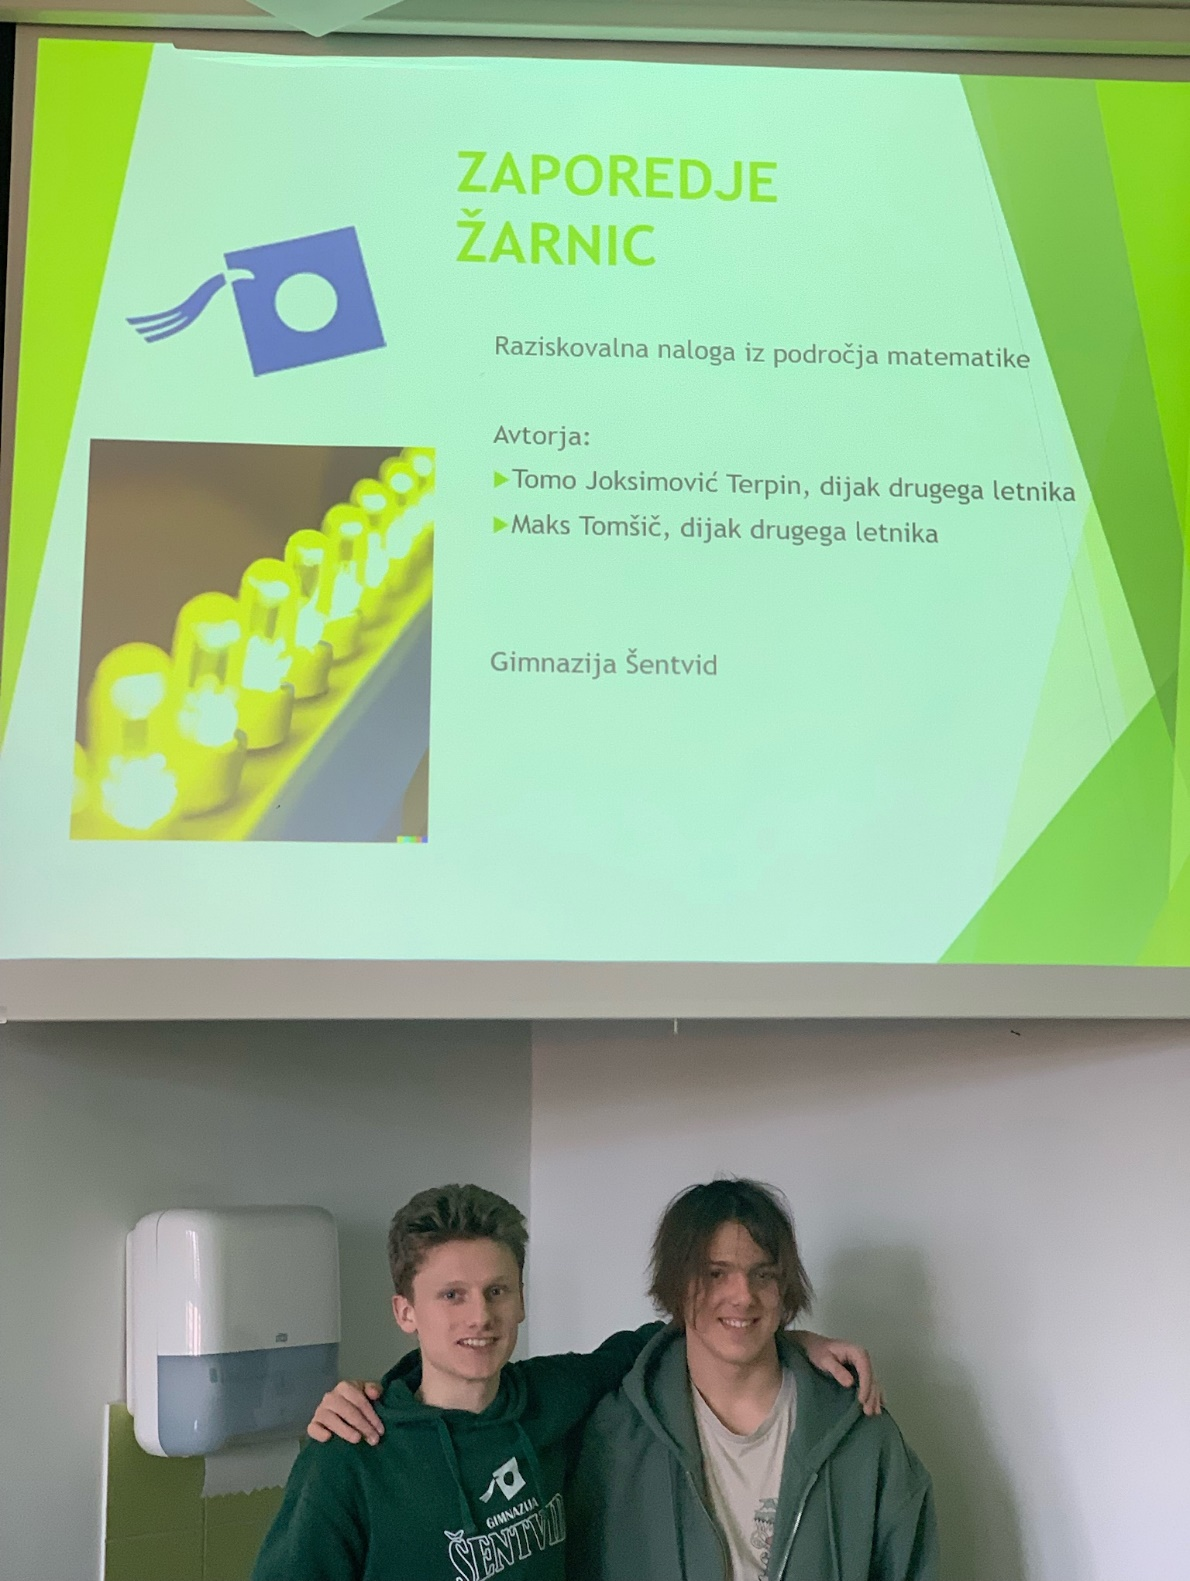 ZAPOREDJE
ŽARNIC
Raziskovalna naloga iz področja matematike
Avtorja:
Tomo Joksimović Terpin, dijak drugega letnika
Maks Tomšič, dijak drugega letnika
Gimnazija Šentvid
GIMNAZIJA
ŠENTVID